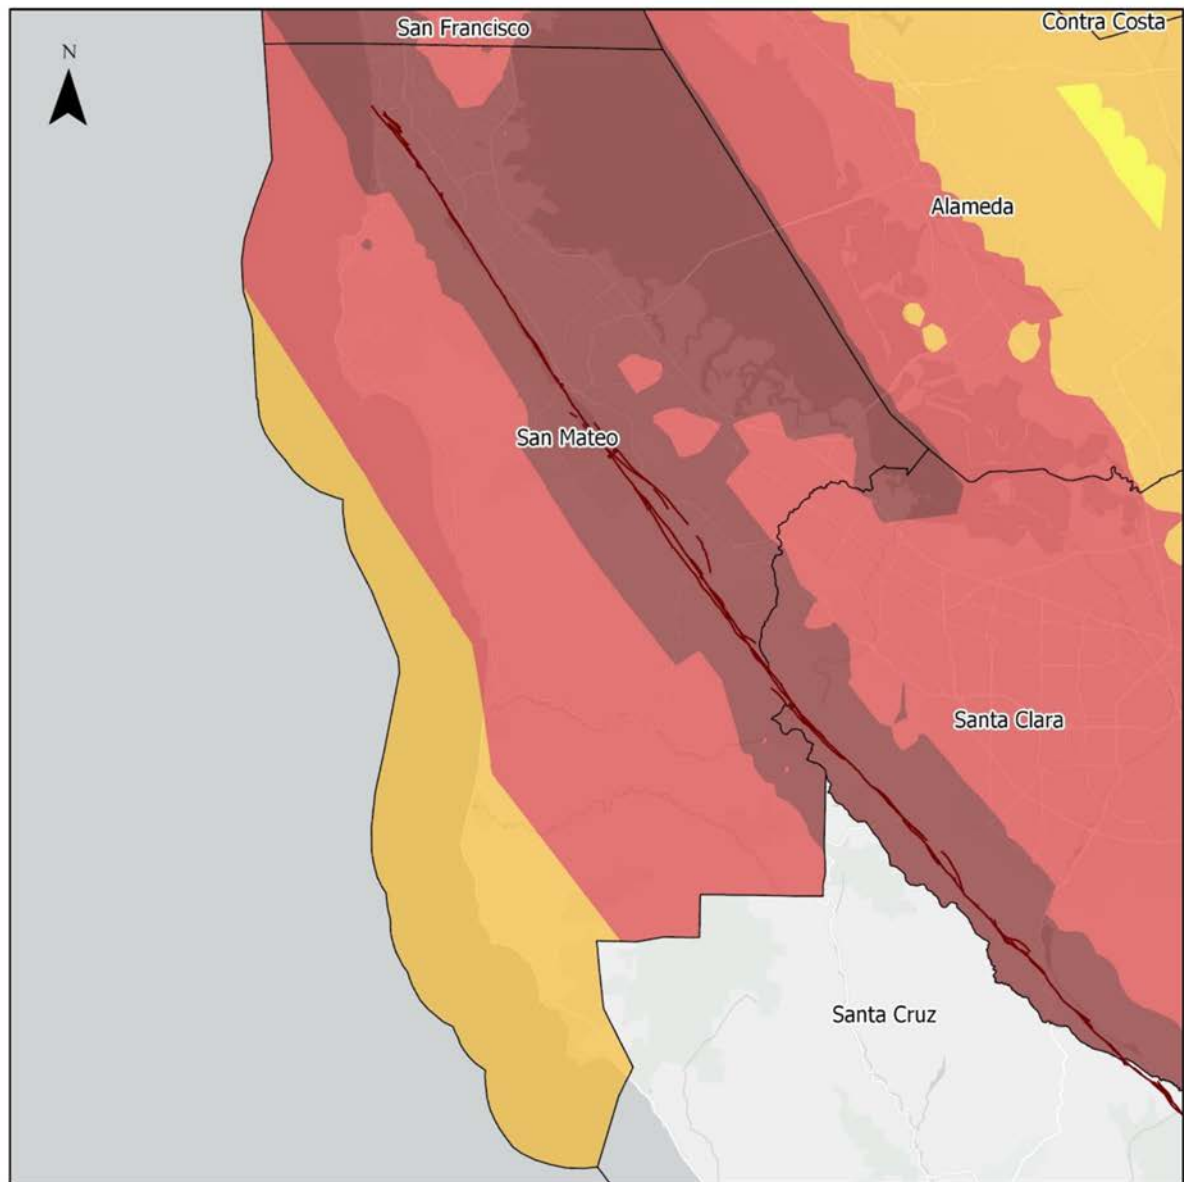 San Francisco
Contra Costa
N
Alameda
San Mateo
Santa Clara
Santa Cruz